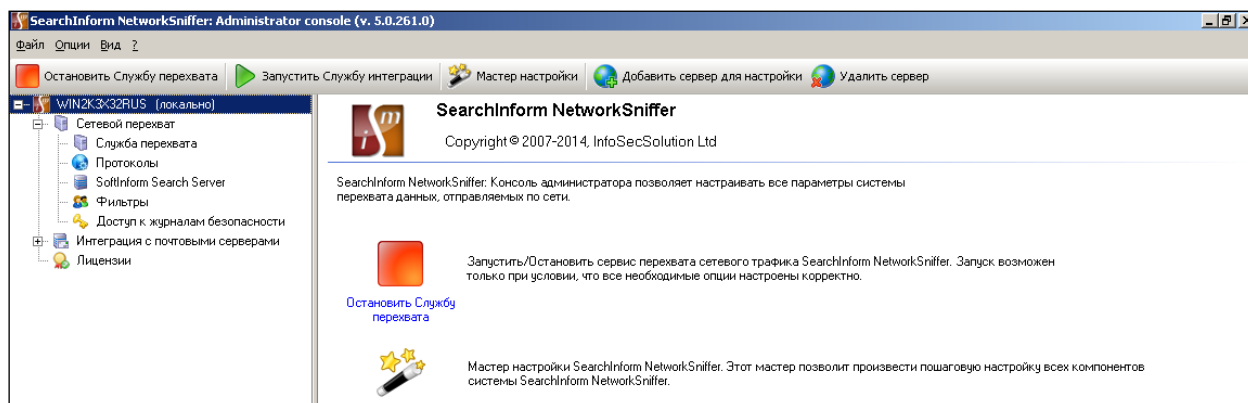 SearchInform NetworkSniffer: Administrator console (v. 5.0.261.0)
Файл Опции Вид ?
Остановить Службу перехвата Запустить Службу интеграции Мастер настройки Добавить сервер для настройки Удалить сервер
WIN2K3X32RUS (локально)
Сетевой перехват
Служба перехвата
Протоколы
SoftInform Search Server
Фильтры
Доступ к журналам безопасности
Интеграция с почтовыми серверами
Лицензии
SearchInform NetworkSniffer
Copyright © 2007-2014, InfoSecSolution Ltd
SearchInform NetworkSniffer: Консоль администратора позволяет настраивать все параметры системы
перехвата данных, отправляемых по сети.
Запустить/Остановить сервис перехвата сетевого трафика SearchInform NetworkSniffer. Запуск возможен
только при условии, что все необходимые опции настроены корректно.
Остановить Службу
перехвата
Мастер настройки SearchInform NetworkSniffer. Этот мастер позволит произвести пошаговую настройку всех компонентов
системы SearchInform NetworkSniffer.